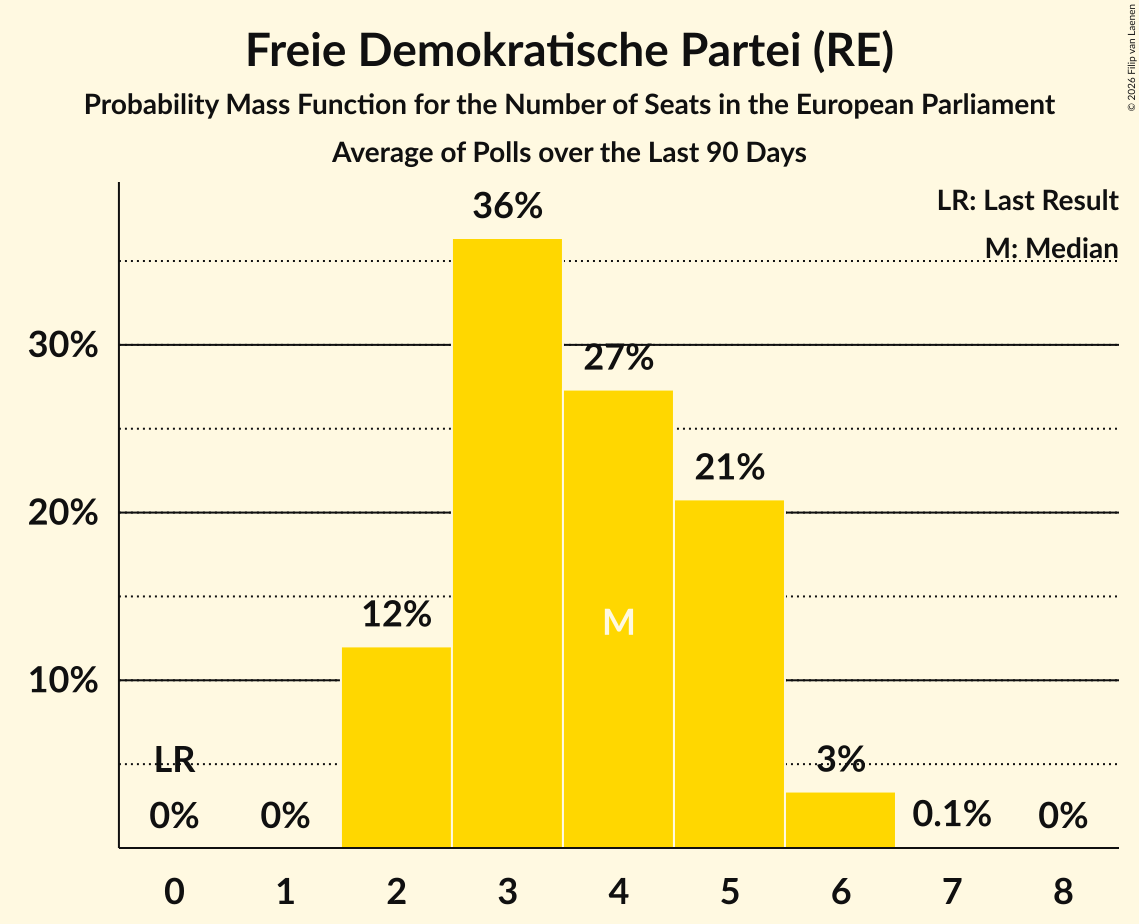 Freie Demokratische Partei (RE)
Probability Mass Function for the Number of Seats in the European Parliament
Average of Polls over the Last 90 Days
© 2026 Filip van Laenen
LR: Last Result
M: Median
36%
30%
27%
20%
21%
12%
M
10%
LR
3%
0%
0%
0.1%
0%
0 1 2 3 4 5 6 7 8